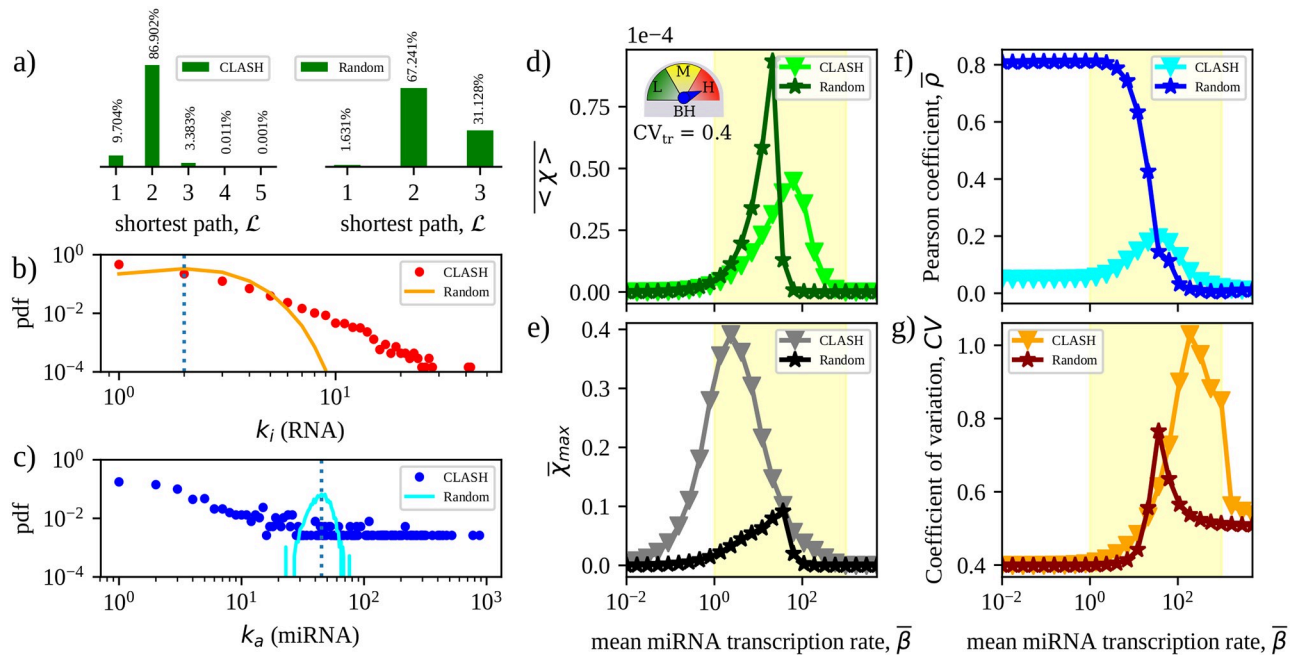 a)
9.704%
86.902%
3.383%
0.011%
0.001%
CLASH
1 2 3 4 5
shortest path, ℒ
Random
1.631%
67.241%
31.128%
1 2 3
shortest path, ℒ
b)
pdf
10⁰
10⁻²
10⁻⁴
CLASH
Random
10⁰ 10¹
kᵢ (RNA)
c)
pdf
10⁰
10⁻²
10⁻⁴
CLASH
Random
10⁰ 10¹ 10² 10³
kₐ (miRNA)
d)
1e−4
<χ>
0.75
0.50
0.25
0.00
L M H
BH
CV_tr = 0.4
CLASH
Random
e)
χ̅_max
0.4
0.3
0.2
0.1
0.0
CLASH
Random
10⁻² 10⁰ 10²
mean miRNA transcription rate, β̅
f)
Pearson coefficient, ρ̅
0.8
0.6
0.4
0.2
0.0
CLASH
Random
g)
Coefficient of variation, CV
1.0
0.8
0.6
0.4
CLASH
Random
10⁻² 10⁰ 10²
mean miRNA transcription rate, β̅